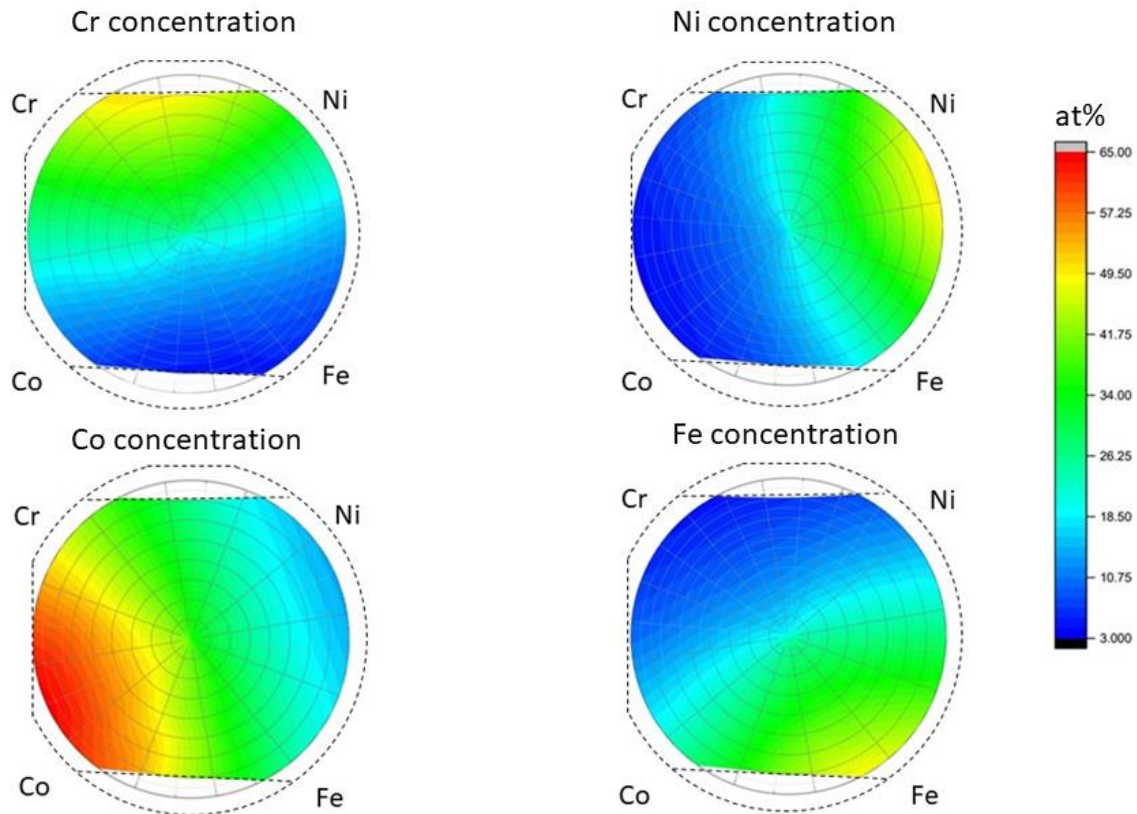 Cr concentration
Ni concentration
Cr
Ni
Cr
Ni
at%
65.00
57.25
49.50
41.75
34.00
26.25
18.50
10.75
3.000
Co
Fe
Co
Fe
Co concentration
Fe concentration
Cr
Ni
Cr
Ni
Co
Fe
Co
Fe